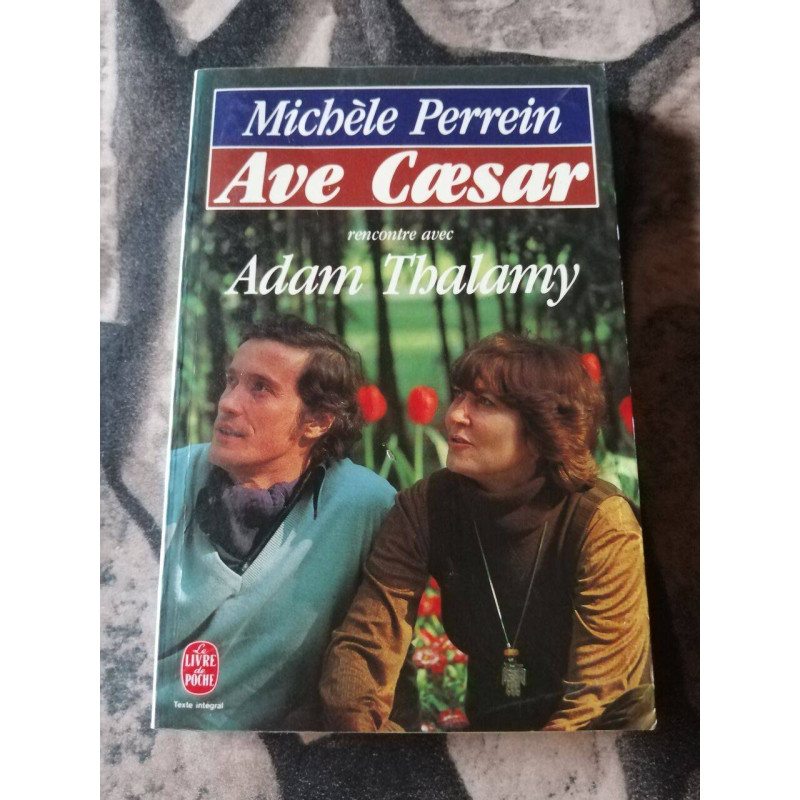 Michèle Perrein
Ave Cæsar
rencontre avec
Adam Thalamy
Le
LIVRE
de
POCHE
Texte intégral